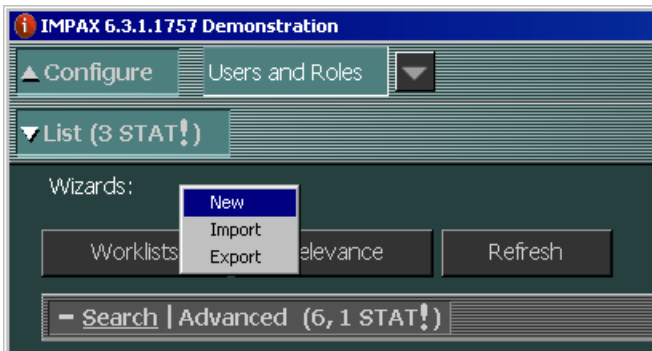 IMPAX 6.3.1.1757 Demonstration
Configure Users and Roles
List (3 STAT!)
Wizards:
New
Import
Export
Worklists elevance Refresh
Search | Advanced (6, 1 STAT!)